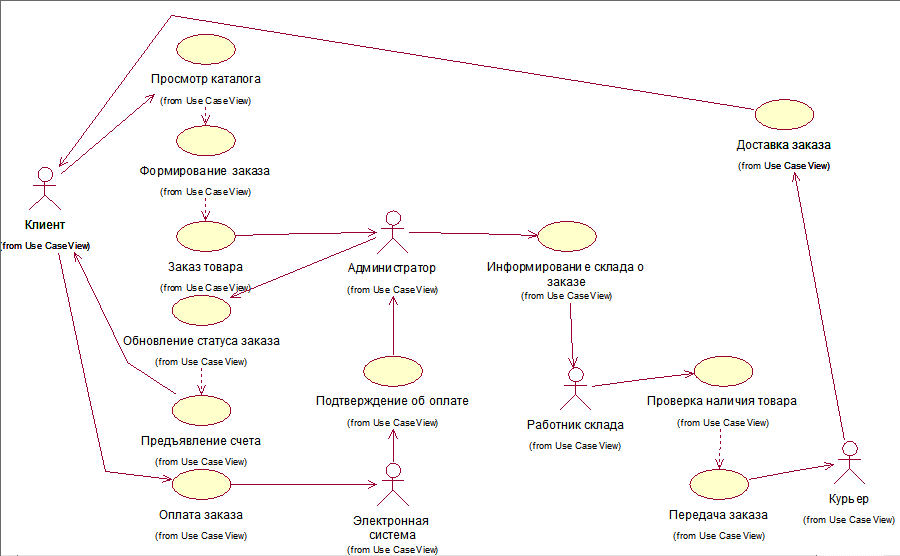 Просмотр каталога
(from Use Case View)
Формирование заказа
(from Use Case View)
Клиент
(from Use Case View)
Заказ товара
(from Use Case View)
Обновление статуса заказа
(from Use Case View)
Предъявление счета
(from Use Case View)
Оплата заказа
(from Use Case View)
Администратор
(from Use Case View)
Подтверждение об оплате
(from Use Case View)
Электронная
система
(from Use Case View)
Информирование склада о
заказе
(from Use Case View)
Работник склада
(from Use Case View)
Проверка наличия товара
(from Use Case View)
Передача заказа
(from Use Case View)
Доставка заказа
(from Use Case View)
Курьер
(from Use Case View)